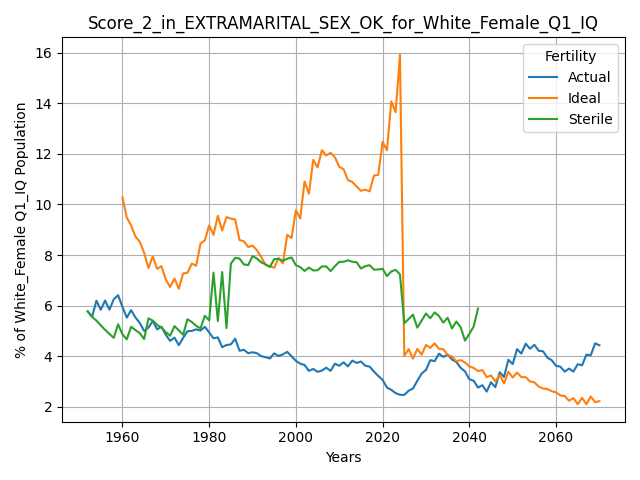 Score_2_in_EXTRAMARITAL_SEX_OK_for_White_Female_Q1_IQ
% of White_Female Q1_IQ Population
16
14
12
10
8
6
4
2
Fertility
Actual
Ideal
Sterile
1960 1980 2000 2020 2040 2060
Years